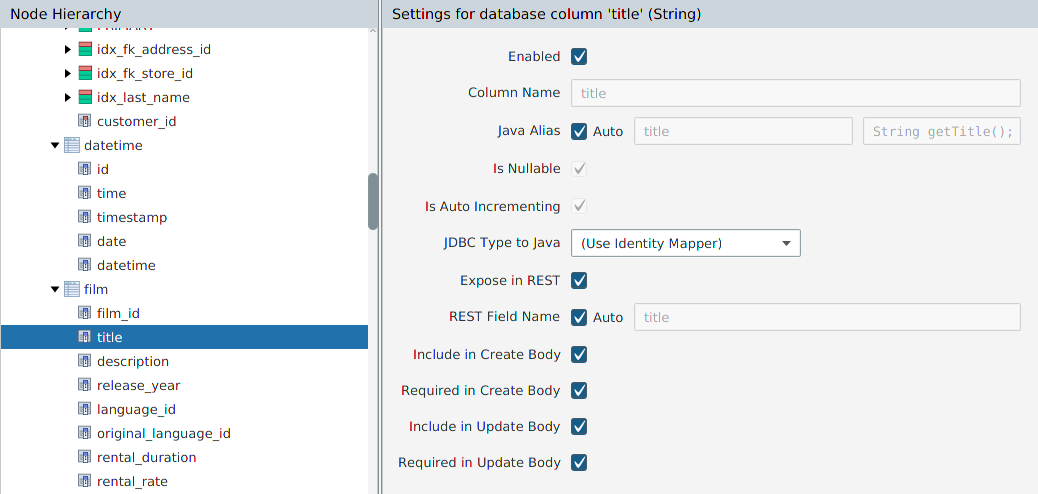 Node Hierarchy
PRIMARY
idx_fk_address_id
idx_fk_store_id
idx_last_name
customer_id
datetime
id
time
timestamp
date
datetime
film
film_id
title
description
release_year
language_id
original_language_id
rental_duration
rental_rate
Settings for database column 'title' (String)
Enabled
Column Name title
Java Alias Auto title String getTitle();
Is Nullable
Is Auto Incrementing
JDBC Type to Java (Use Identity Mapper)
Expose in REST
REST Field Name Auto title
Include in Create Body
Required in Create Body
Include in Update Body
Required in Update Body